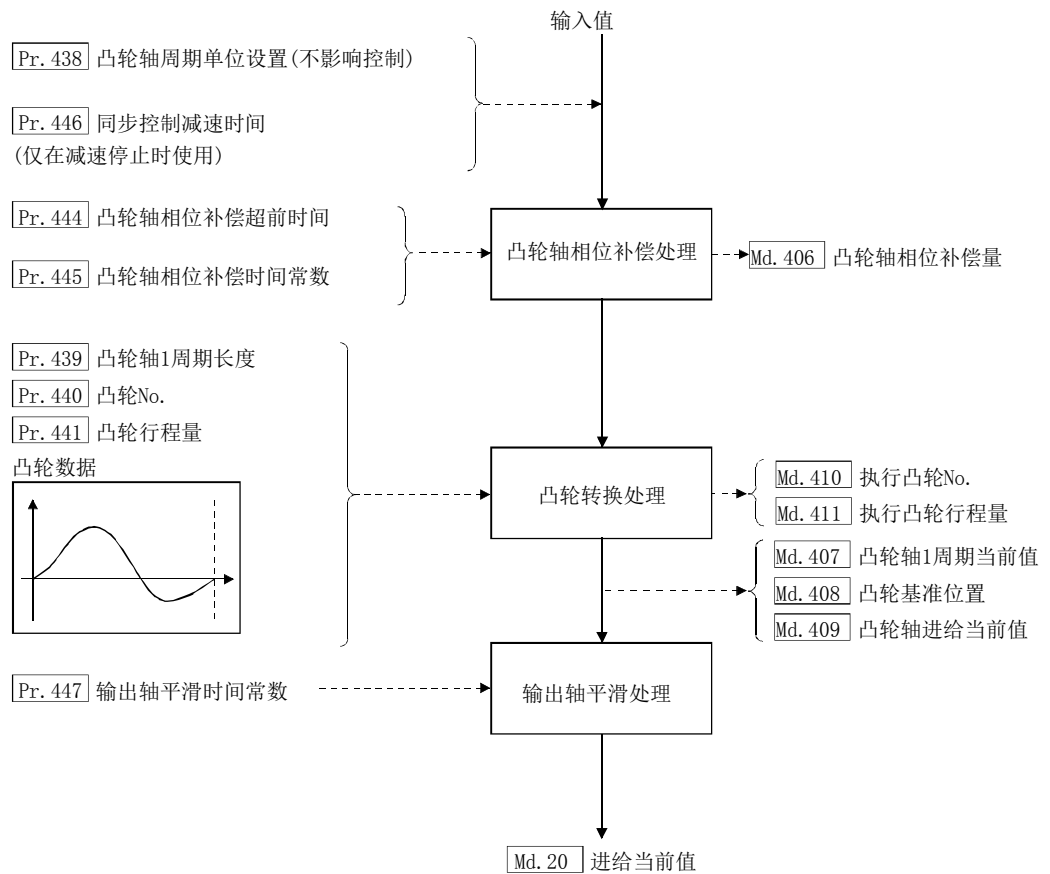 输入值
Pr. 438 凸轮轴周期单位设置(不影响控制)
Pr. 446 同步控制减速时间
(仅在减速停止时使用)
Pr. 444 凸轮轴相位补偿超前时间
Pr. 445 凸轮轴相位补偿时间常数
凸轮轴相位补偿处理
Md. 406 凸轮轴相位补偿量
Pr. 439 凸轮轴1周期长度
Pr. 440 凸轮No.
Pr. 441 凸轮行程量
凸轮数据
凸轮转换处理
Md. 410 执行凸轮No.
Md. 411 执行凸轮行程量
Md. 407 凸轮轴1周期当前值
Md. 408 凸轮基准位置
Md. 409 凸轮轴进给当前值
Pr. 447 输出轴平滑时间常数
输出轴平滑处理
Md. 20 进给当前值